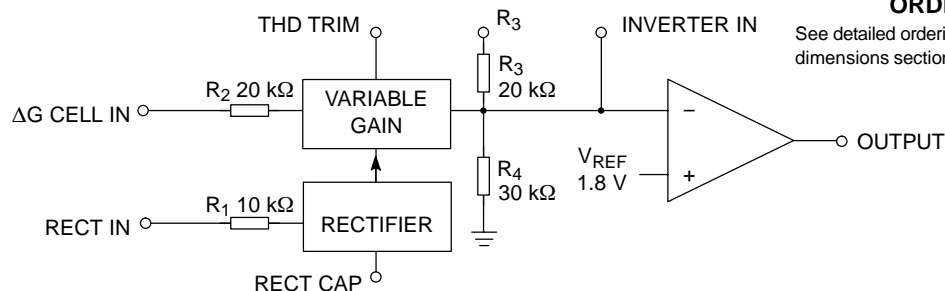 ORD
See detailed orderi
dimensions section
THD TRIM
R3
INVERTER IN
R3
20 kΩ
R2 20 kΩ
ΔG CELL IN
VARIABLE
GAIN
−
OUTPUT
VREF
1.8 V
+
R4
30 kΩ
R1 10 kΩ
RECT IN
RECTIFIER
RECT CAP